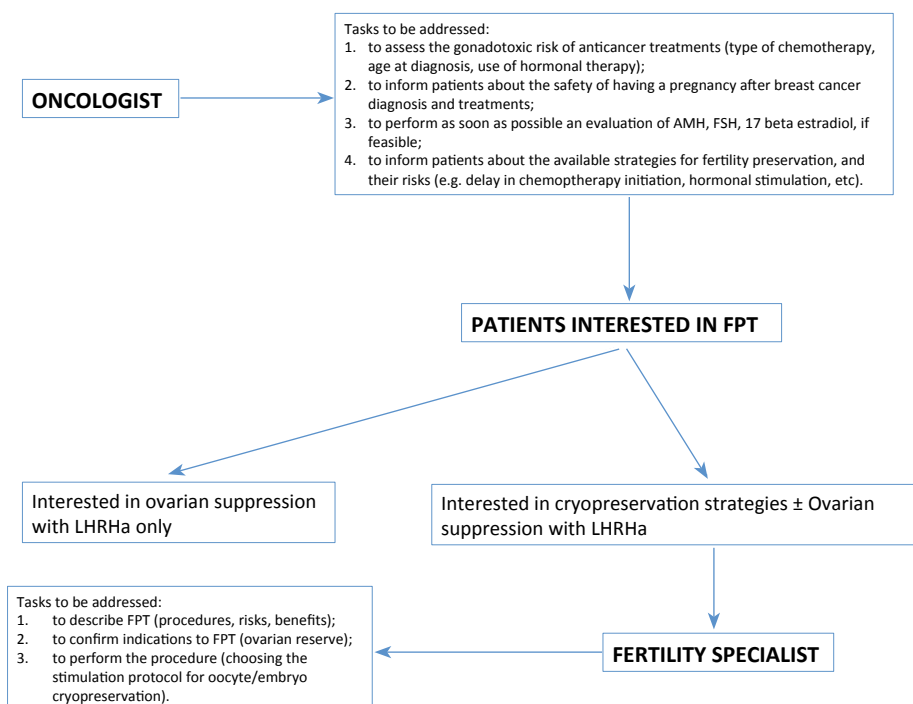 ONCOLOGIST
Tasks to be addressed:
1. to assess the gonadotoxic risk of anticancer treatments (type of chemotherapy,
age at diagnosis, use of hormonal therapy);
2. to inform patients about the safety of having a pregnancy after breast cancer
diagnosis and treatments;
3. to perform as soon as possible an evaluation of AMH, FSH, 17 beta estradiol, if
feasible;
4. to inform patients about the available strategies for fertility preservation, and
their risks (e.g. delay in chemoptherapy initiation, hormonal stimulation, etc).
PATIENTS INTERESTED IN FPT
Interested in ovarian suppression
with LHRHa only
Interested in cryopreservation strategies ± Ovarian
suppression with LHRHa
FERTILITY SPECIALIST
Tasks to be addressed:
1. to describe FPT (procedures, risks, benefits);
2. to confirm indications to FPT (ovarian reserve);
3. to perform the procedure (choosing the
stimulation protocol for oocyte/embryo
cryopreservation).